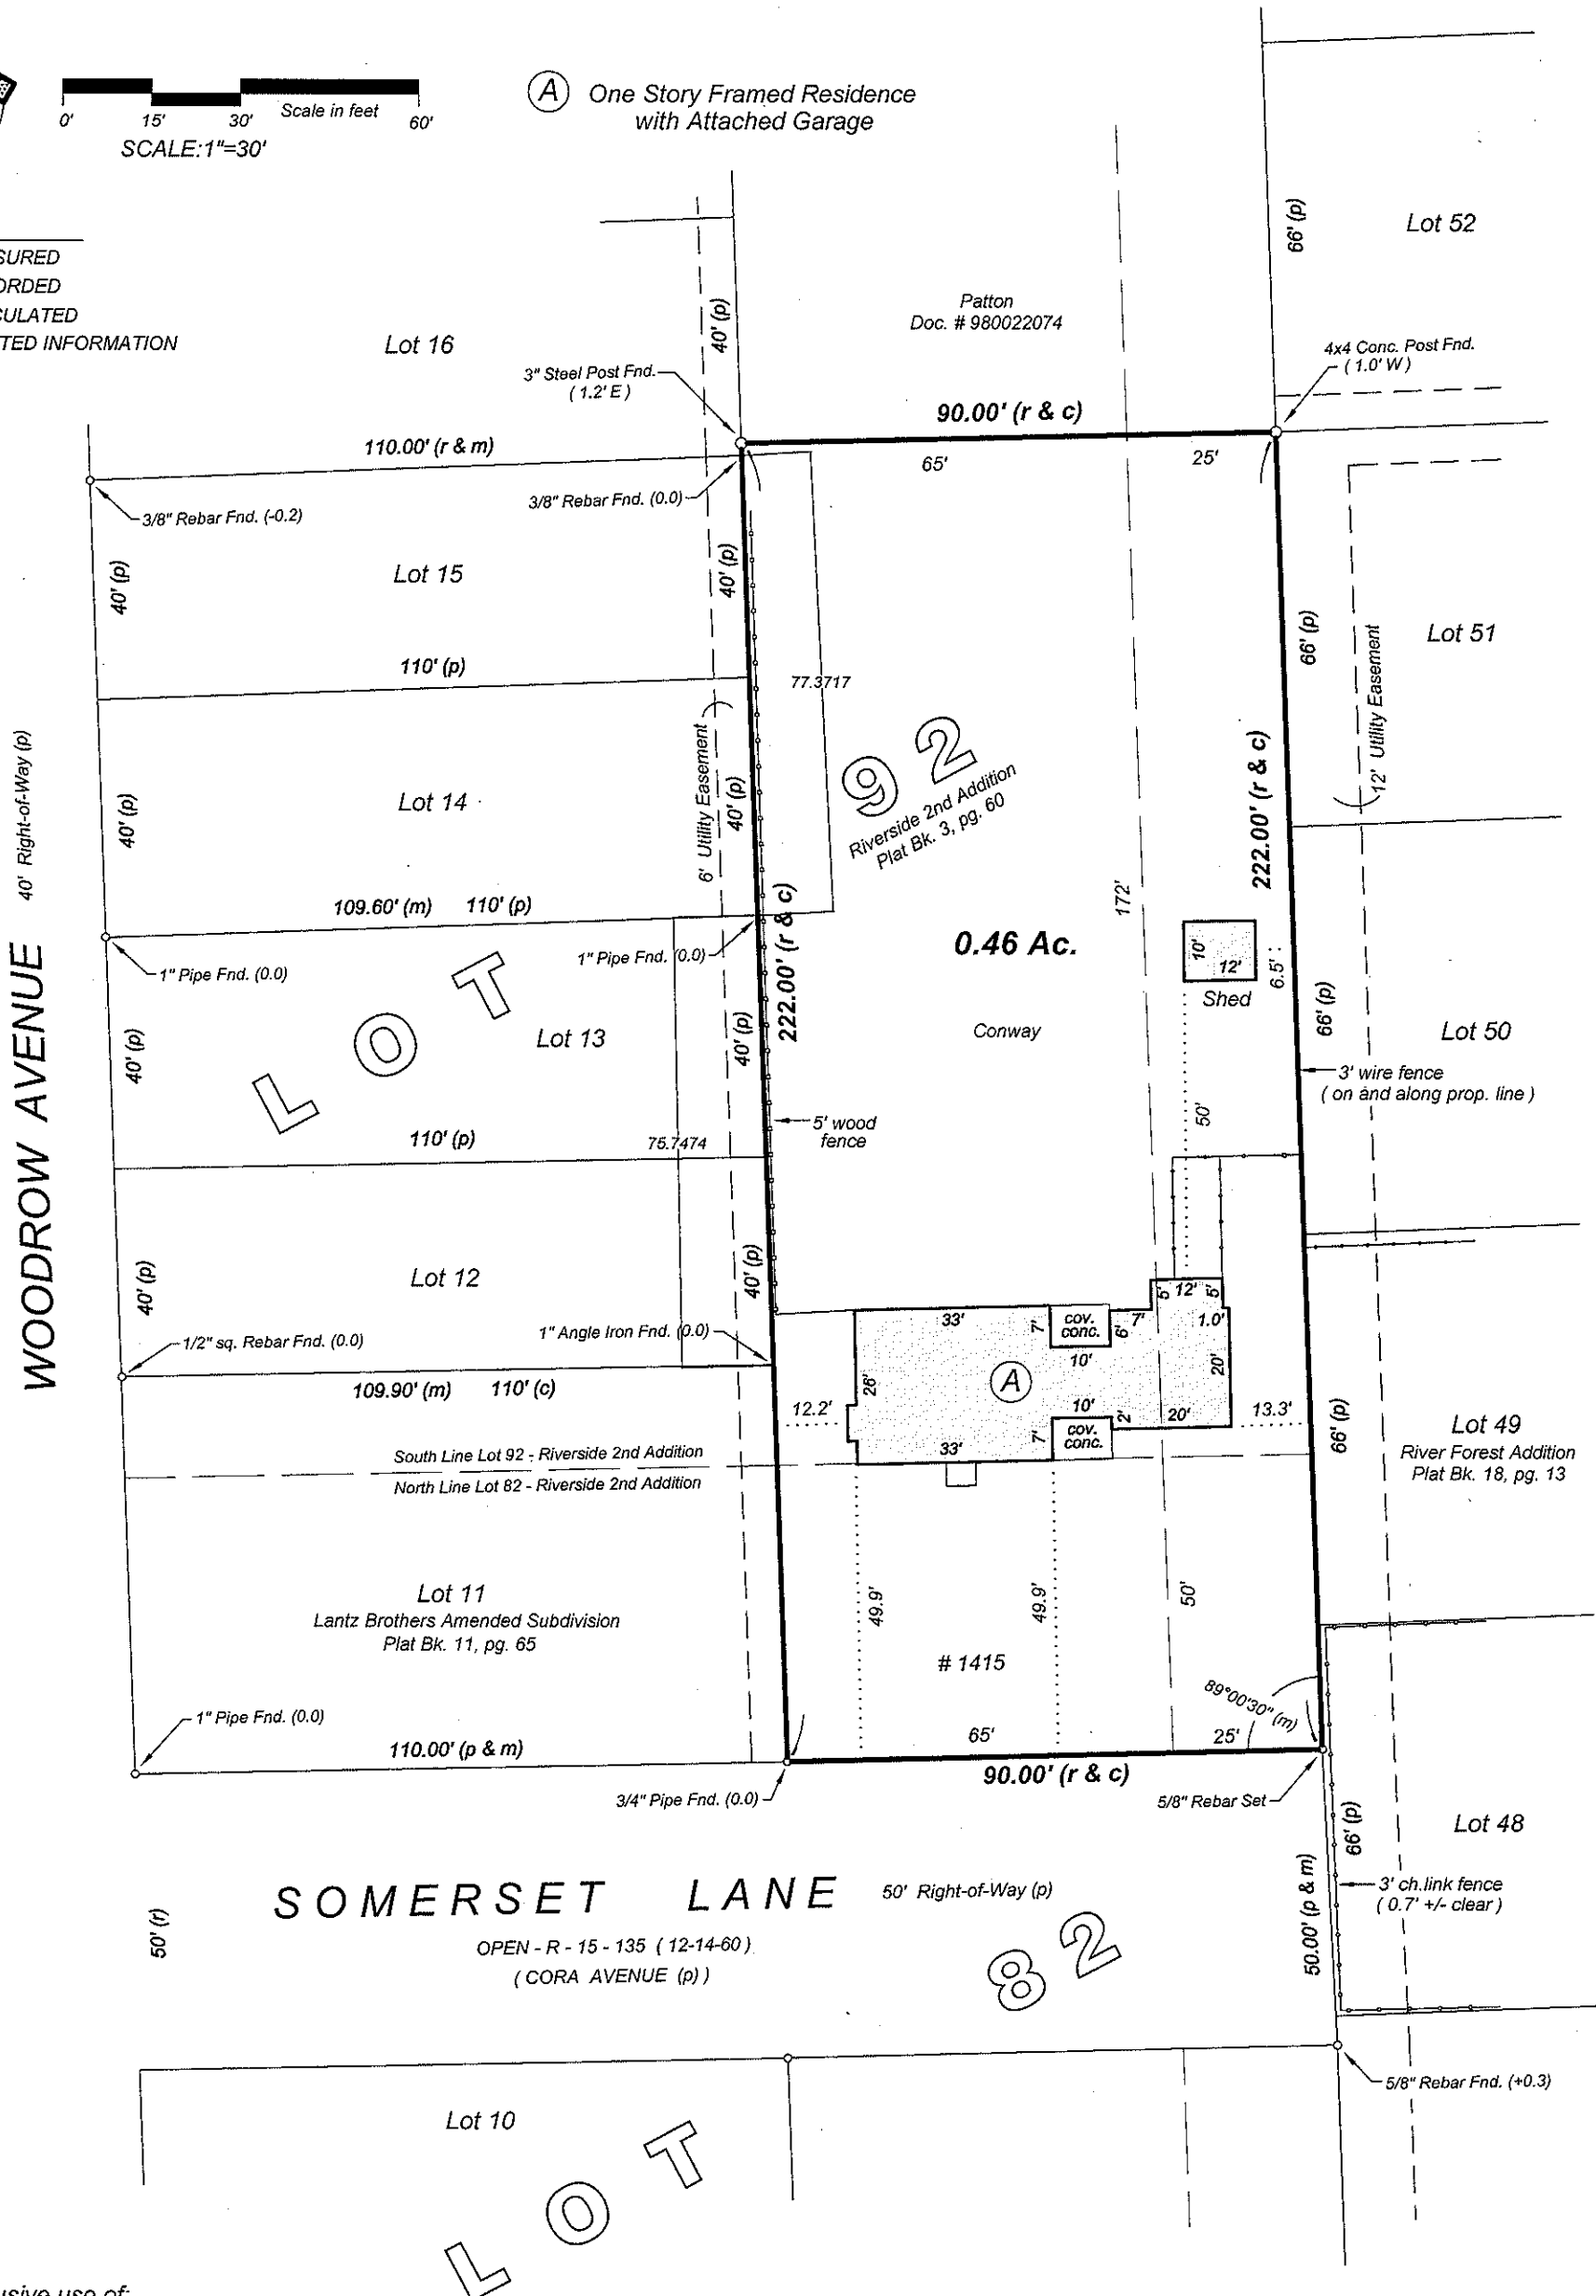 0' 15' 30' Scale in feet 60'
SCALE:1"=30'
A One Story Framed Residence
with Attached Garage
SURED
ORDED
CULATED
TED INFORMATION
Lot 16
40' (p)
Patton
Doc. # 980022074
66' (p)
Lot 52
3" Steel Post Fnd.
( 1.2' E )
4x4 Conc. Post Fnd.
( 1.0' W )
90.00' (r & c)
65' 25'
110.00' (r & m)
3/8" Rebar Fnd. (-0.2)
3/8" Rebar Fnd. (0.0)
40' (p)
Lot 15
40' (p)
110' (p)
77.3717
66' (p)
Lot 51
12' Utility Easement
WOODROW AVENUE 40' Right-of-Way (p)
40' (p)
Lot 14
6' Utility Easement
40' (p)
92
Riverside 2nd Addition
Plat Bk. 3, pg. 60
222.00' (r & c)
172'
109.60' (m) 110' (p)
1" Pipe Fnd. (0.0)
1" Pipe Fnd. (0.0)
222.00' (r & c)
0.46 Ac.
10'
12'
6.5'
Shed
LOT
40' (p)
Lot 13
40' (p)
Conway
66' (p)
Lot 50
3' wire fence
( on and along prop. line )
50'
5' wood
fence
110' (p)
75.7474
40' (p)
Lot 12
40' (p)
1/2" sq. Rebar Fnd. (0.0)
1" Angle Iron Fnd. (0.0)
109.90' (m) 110' (c)
33'
7'
cov.
conc.
10'
6'
7'
5'
12'
5'
1.0'
20'
28'
A
12.2'
10'
7'
cov.
conc.
2'
20'
13.3'
33'
66' (p)
Lot 49
River Forest Addition
Plat Bk. 18, pg. 13
South Line Lot 92 - Riverside 2nd Addition
North Line Lot 82 - Riverside 2nd Addition
Lot 11
Lantz Brothers Amended Subdivision
Plat Bk. 11, pg. 65
49.9'
49.9'
50'
# 1415
89°00'30" (m)
65' 25'
90.00' (r & c)
1" Pipe Fnd. (0.0)
110.00' (p & m)
3/4" Pipe Fnd. (0.0)
5/8" Rebar Set
66' (p)
Lot 48
3' ch.link fence
( 0.7' +/- clear )
50.00' (p & m)
SOMERSET LANE 50' Right-of-Way (p)
50' (r)
OPEN - R - 15 - 135 ( 12-14-60 )
( CORA AVENUE (p) )
82
5/8" Rebar Fnd. (+0.3)
Lot 10
LOT
usive use of: